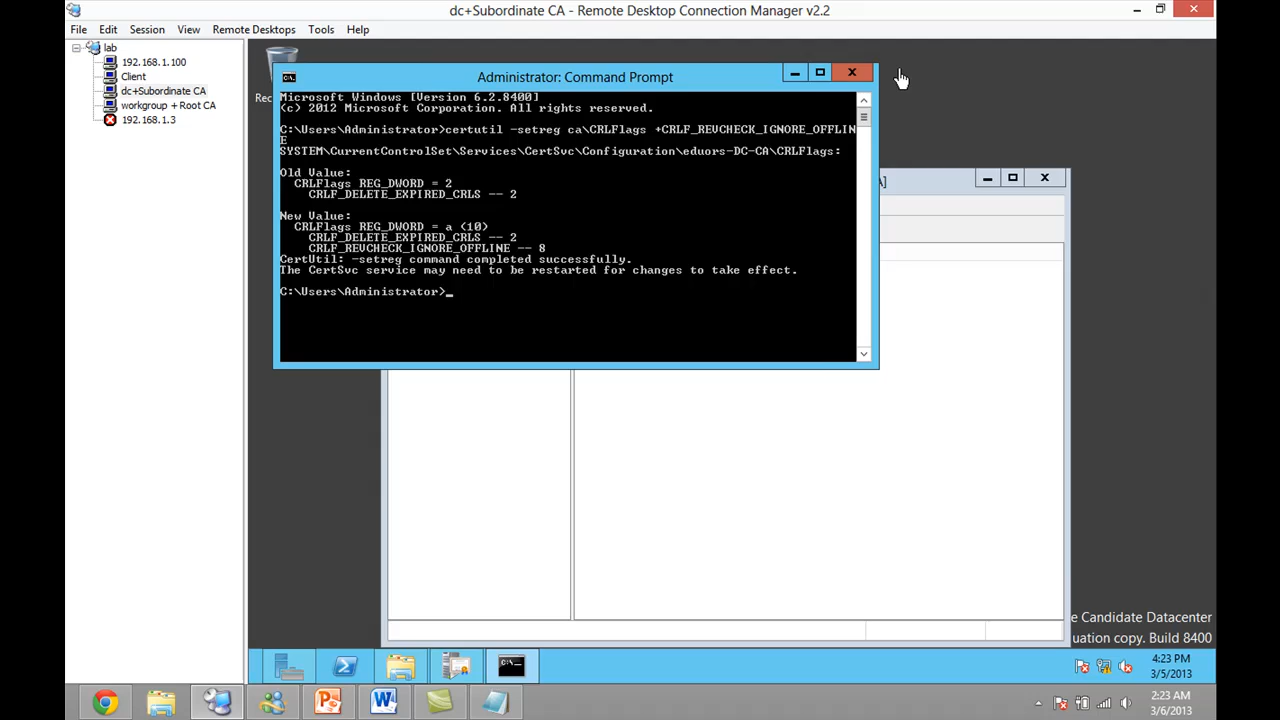 dc+Subordinate CA - Remote Desktop Connection Manager v2.2
File Edit Session View Remote Desktops Tools Help
lab
192.168.1.100
Client
dc+Subordinate CA
workgroup + Root CA
192.168.1.3
Rec
Administrator: Command Prompt
Microsoft Windows [Version 6.2.8400]
(c) 2012 Microsoft Corporation. All rights reserved.
C:\Users\Administrator>certutil -setreg ca\CRLFlags +CRLF_REVCHECK_IGNORE_OFFLIN
E
SYSTEM\CurrentControlSet\Services\CertSvc\Configuration\eduors-DC-CA\CRLFlags:
Old Value:
CRLFlags REG_DWORD = 2
CRLF_DELETE_EXPIRED_CRLS -- 2
New Value:
CRLFlags REG_DWORD = a (10)
CRLF_DELETE_EXPIRED_CRLS -- 2
CRLF_REVCHECK_IGNORE_OFFLINE -- 8
CertUtil: -setreg command completed successfully.
The CertSvc service may need to be restarted for changes to take effect.
C:\Users\Administrator>_
A]
e Candidate Datacenter
uation copy. Build 8400
4:23 PM
3/5/2013
2:23 AM
3/6/2013